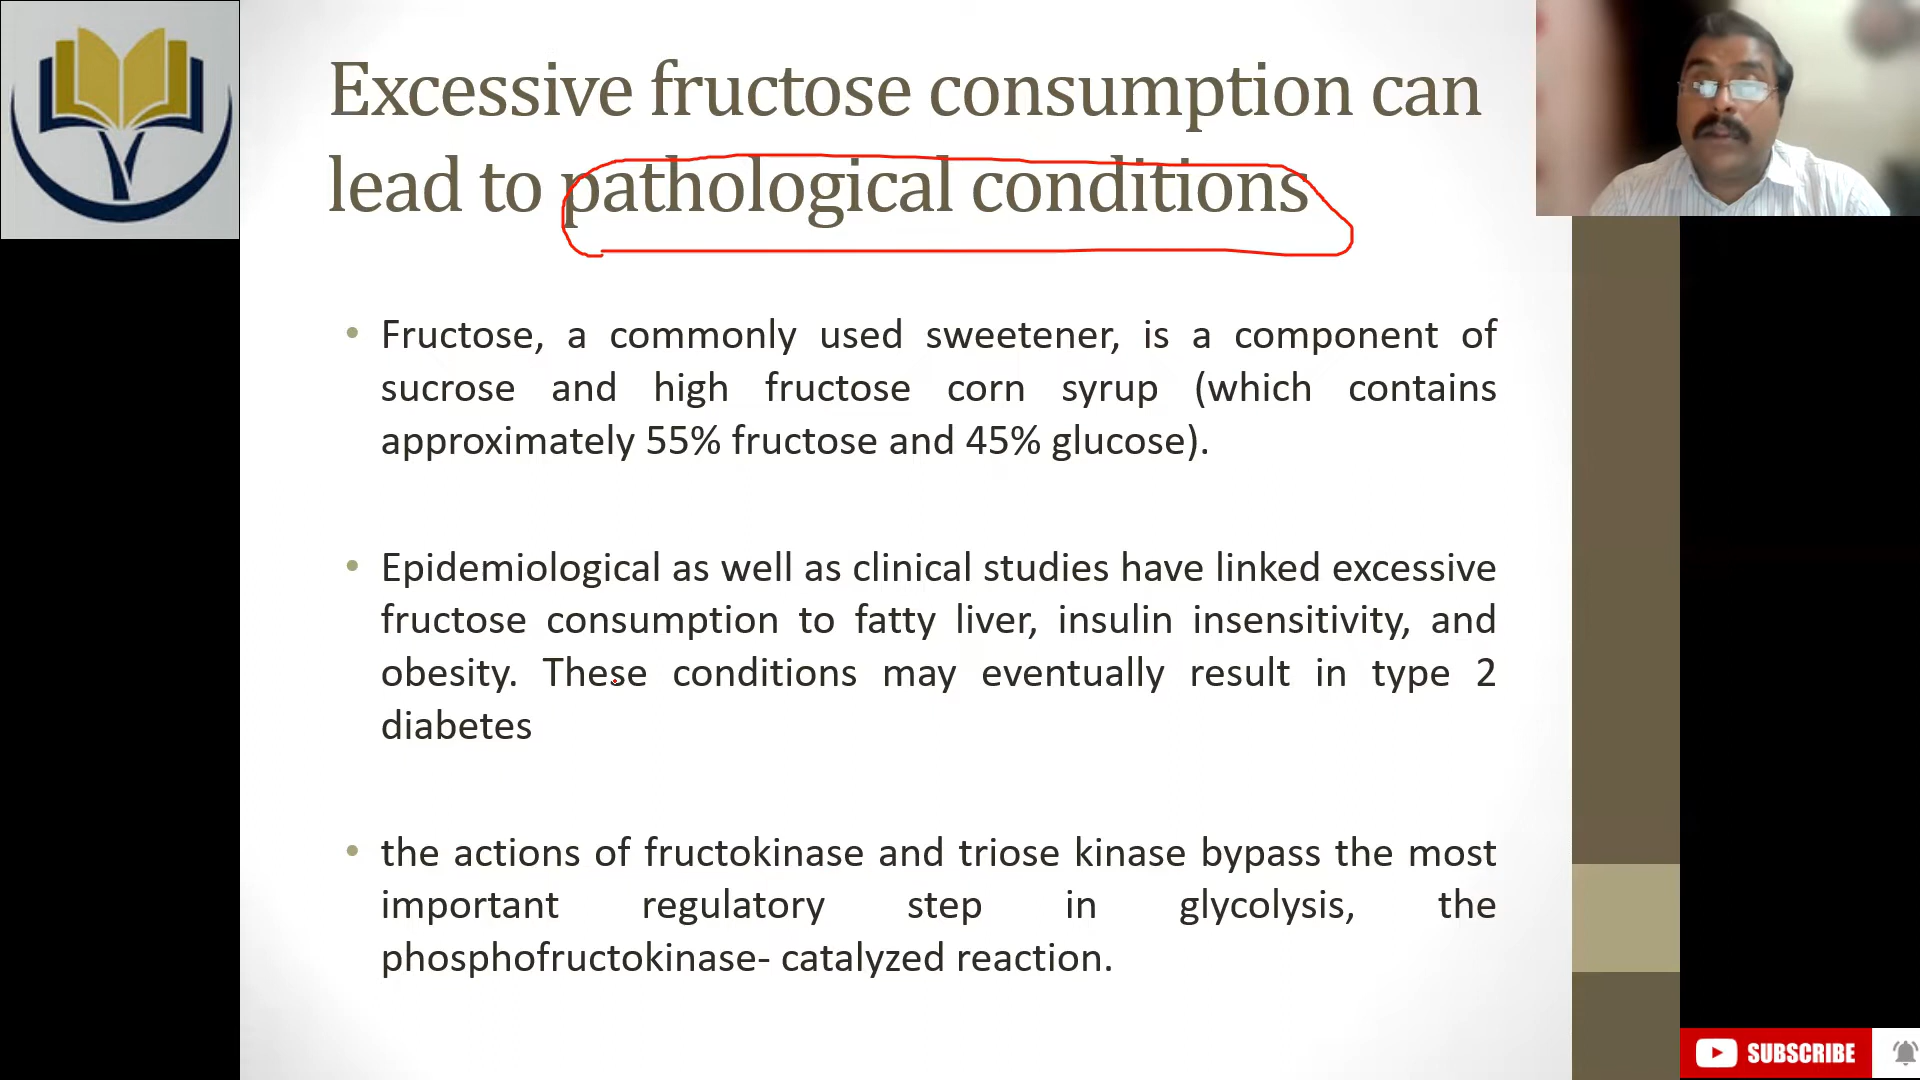 Excessive fructose consumption can
lead to pathological conditions
• Fructose, a commonly used sweetener, is a component of
sucrose and high fructose corn syrup (which contains
approximately 55% fructose and 45% glucose).
• Epidemiological as well as clinical studies have linked excessive
fructose consumption to fatty liver, insulin insensitivity, and
obesity. These conditions may eventually result in type 2
diabetes
• the actions of fructokinase and triose kinase bypass the most
important regulatory step in glycolysis, the
phosphofructokinase- catalyzed reaction.
SUBSCRIBE